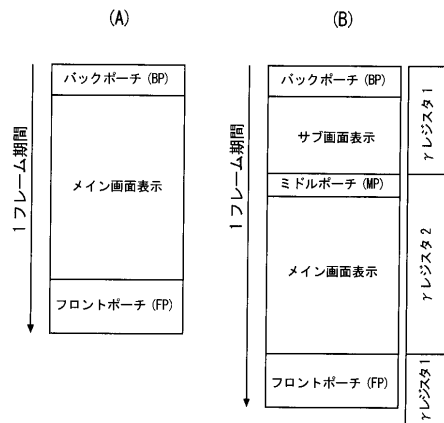 (A)
バックポーチ(BP)
メイン画面表示
フロントポーチ(FP)
1フレーム期間
(B)
バックポーチ(BP)
サブ画面表示
ミドルポーチ(MP)
メイン画面表示
フロントポーチ(FP)
1フレーム期間
γレジスタ1
γレジスタ2
γレジスタ1